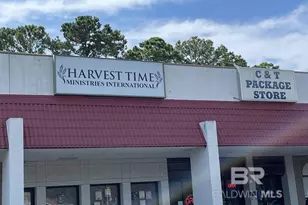 HARVEST TIME
MINISTRIES INTERNATIONAL
C & T
PACKAGE
STORE
BR
BALDWIN MLS